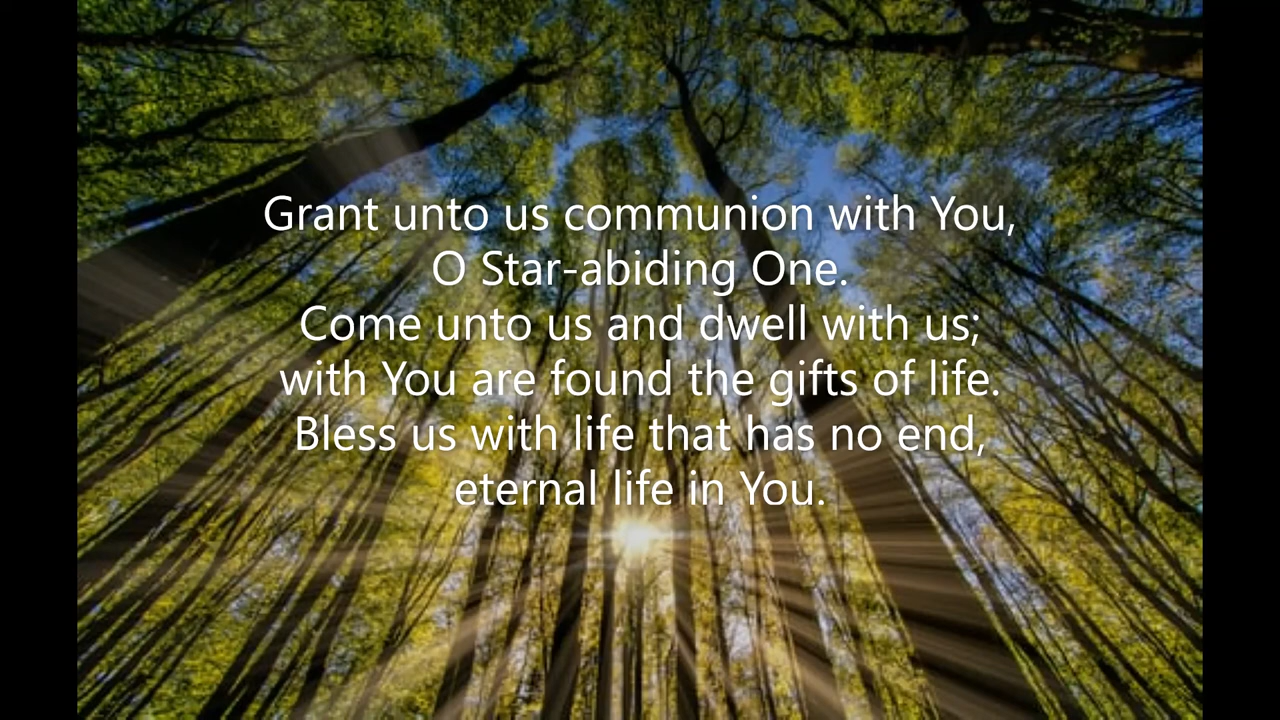 Grant unto us communion with You,
O Star-abiding One.
Come unto us and dwell with us;
with You are found the gifts of life.
Bless us with life that has no end,
eternal life in You.